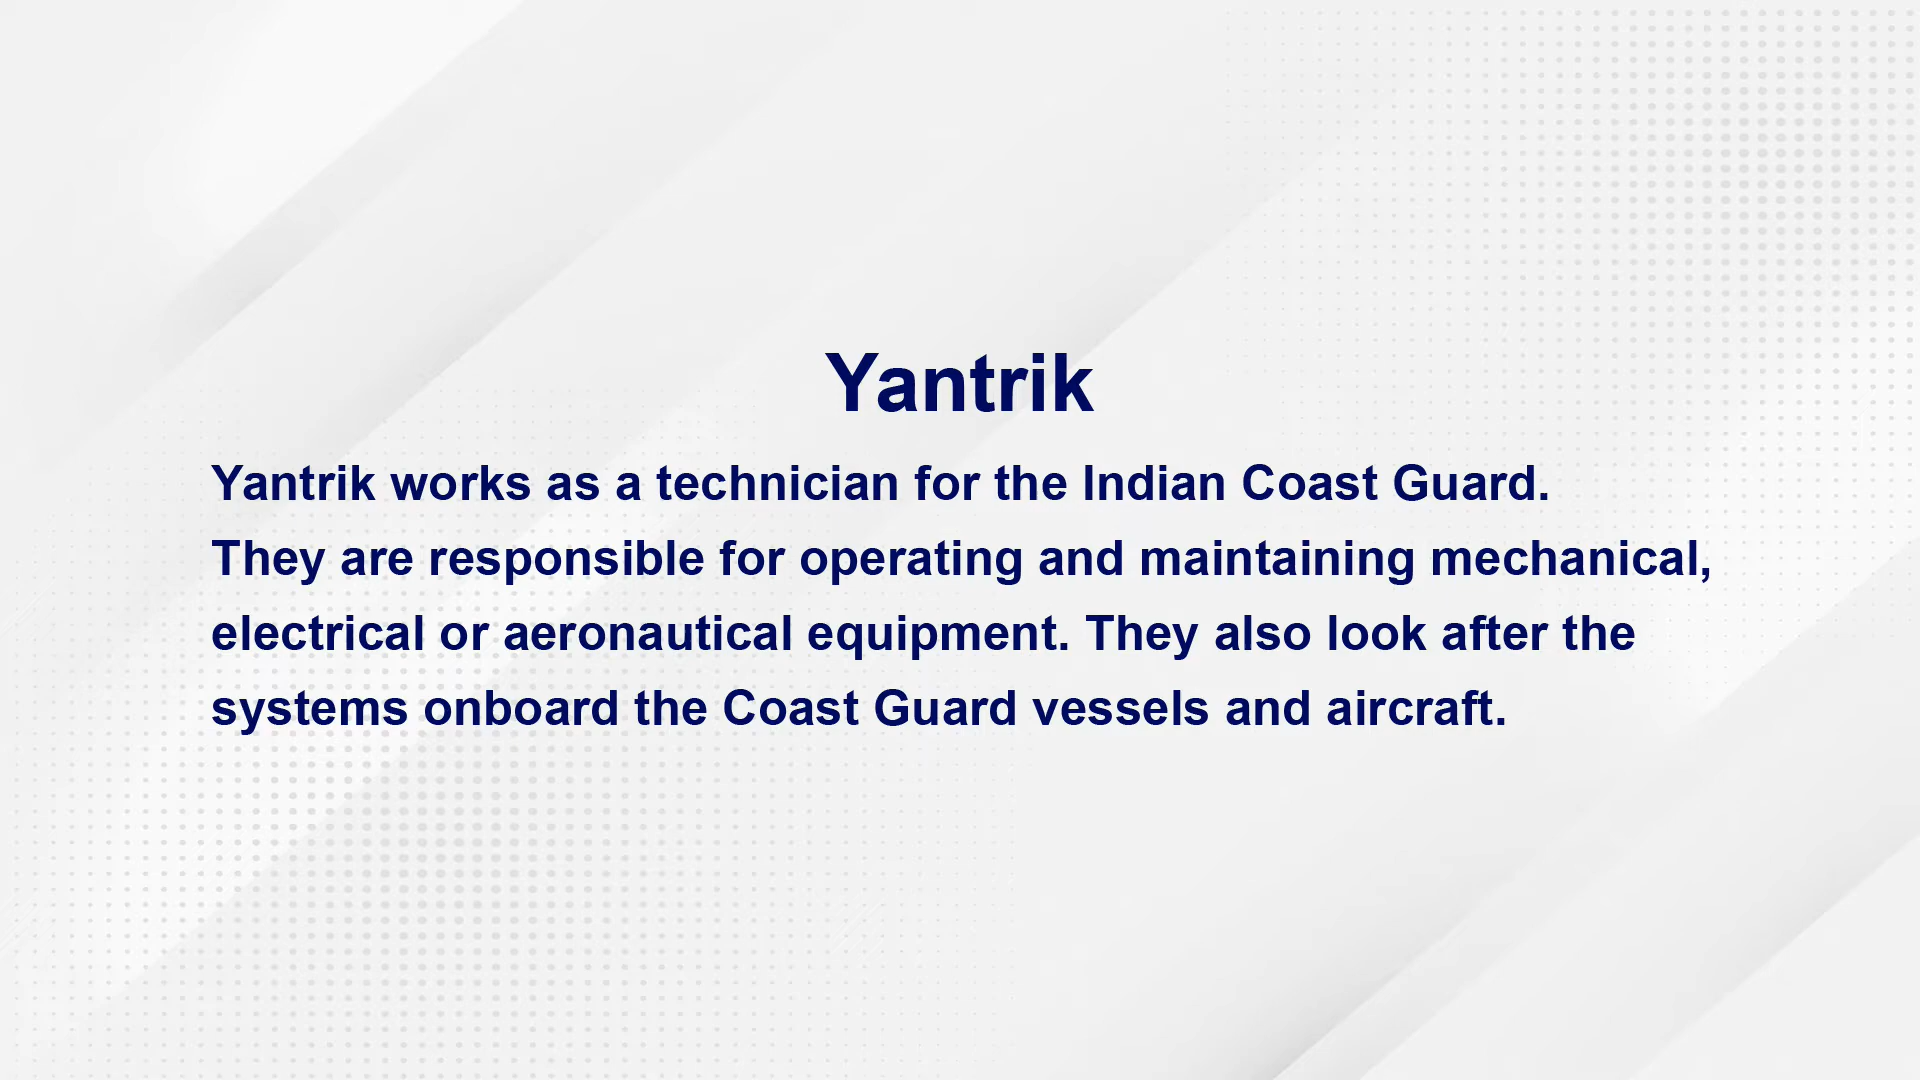 Yantrik
Yantrik works as a technician for the Indian Coast Guard.
They are responsible for operating and maintaining mechanical,
electrical or aeronautical equipment. They also look after the
systems onboard the Coast Guard vessels and aircraft.